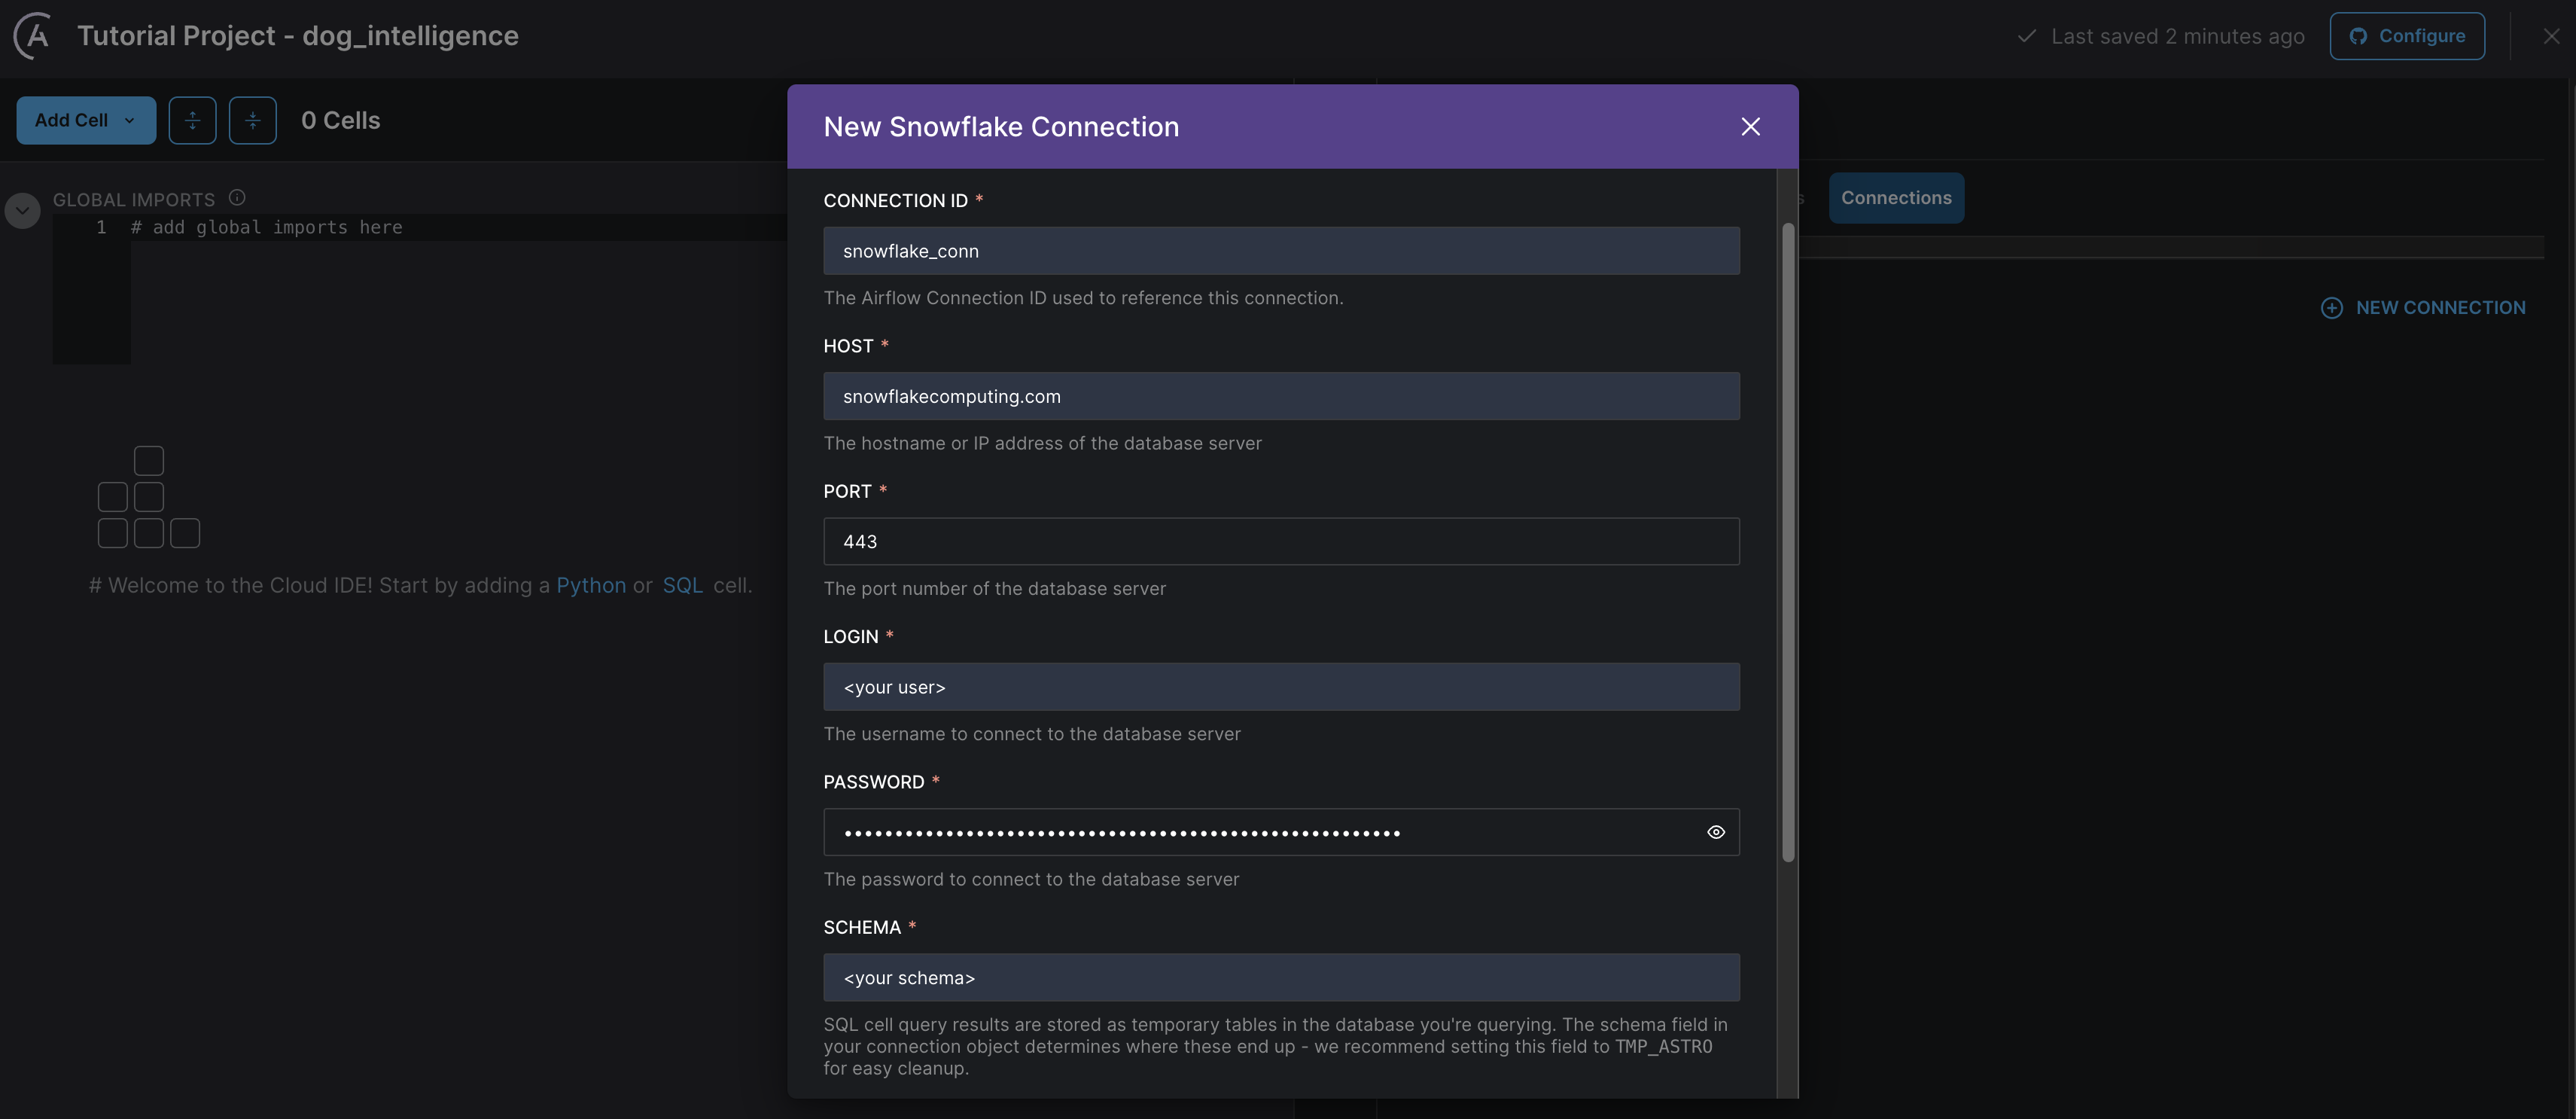 Tutorial Project - dog_intelligence
Last saved 2 minutes ago
Configure
Add Cell
0 Cells
GLOBAL IMPORTS
1 # add global imports here
# Welcome to the Cloud IDE! Start by adding a Python or SQL cell.
New Snowflake Connection
CONNECTION ID *
snowflake_conn
The Airflow Connection ID used to reference this connection.
HOST *
snowflakecomputing.com
The hostname or IP address of the database server
PORT *
443
The port number of the database server
LOGIN *
<your user>
The username to connect to the database server
PASSWORD *
The password to connect to the database server
SCHEMA *
<your schema>
SQL cell query results are stored as temporary tables in the database you're querying. The schema field in
your connection object determines where these end up - we recommend setting this field to TMP_ASTRO
for easy cleanup.
Connections
NEW CONNECTION